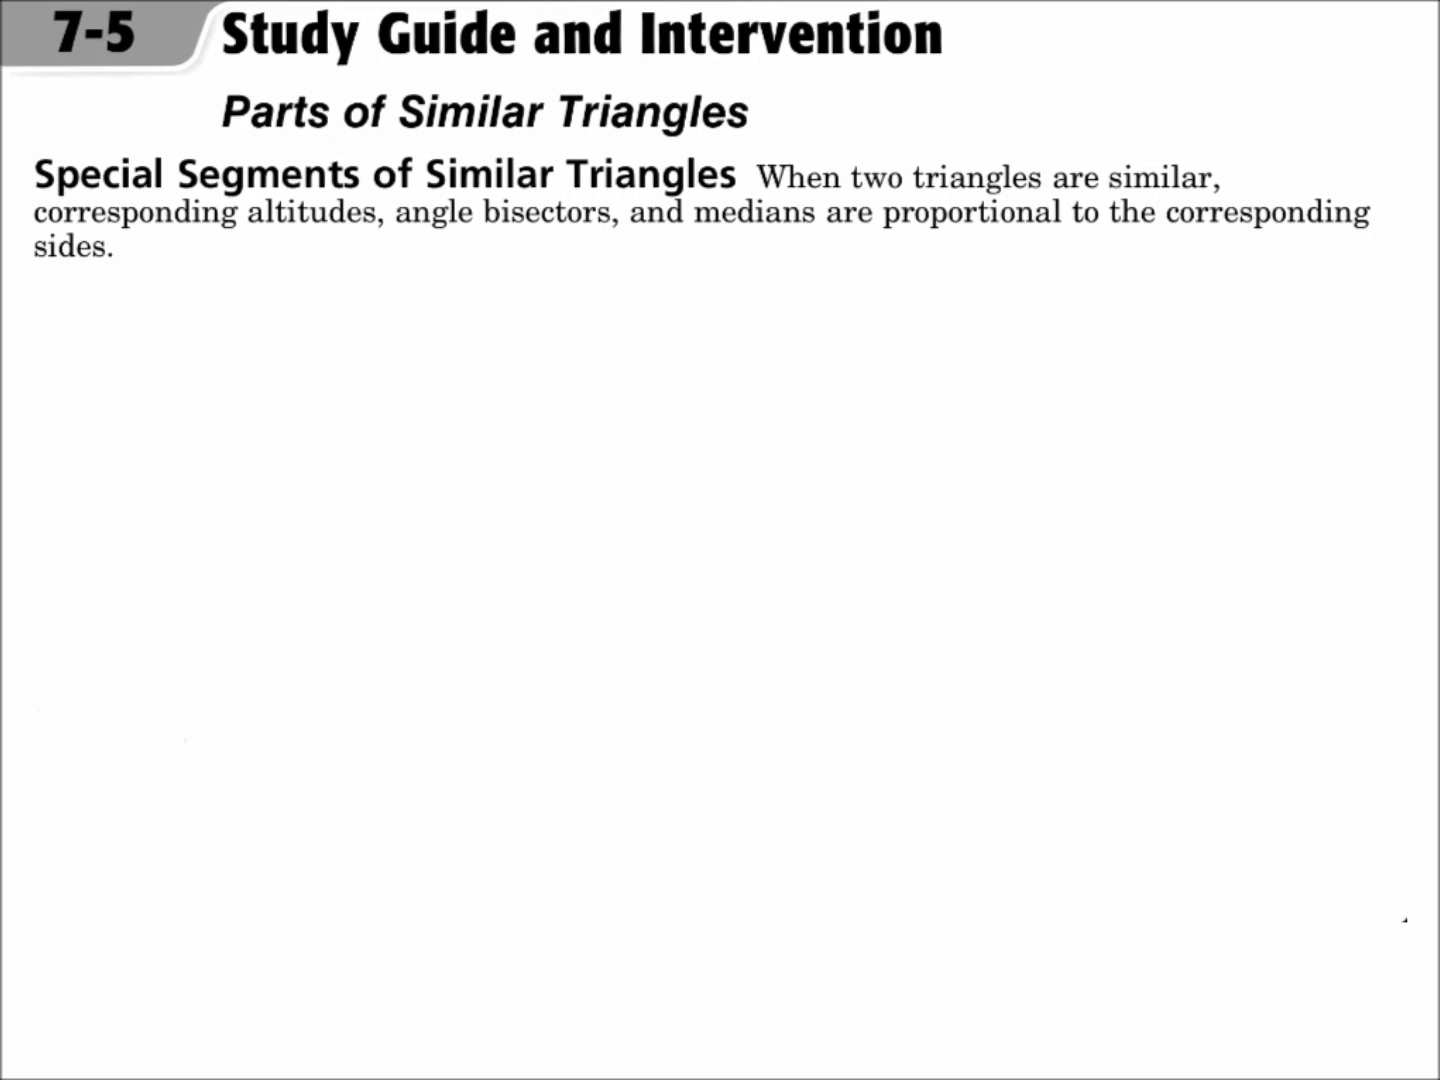 7-5 Study Guide and Intervention
Parts of Similar Triangles
Special Segments of Similar Triangles When two triangles are similar,
corresponding altitudes, angle bisectors, and medians are proportional to the corresponding
sides.